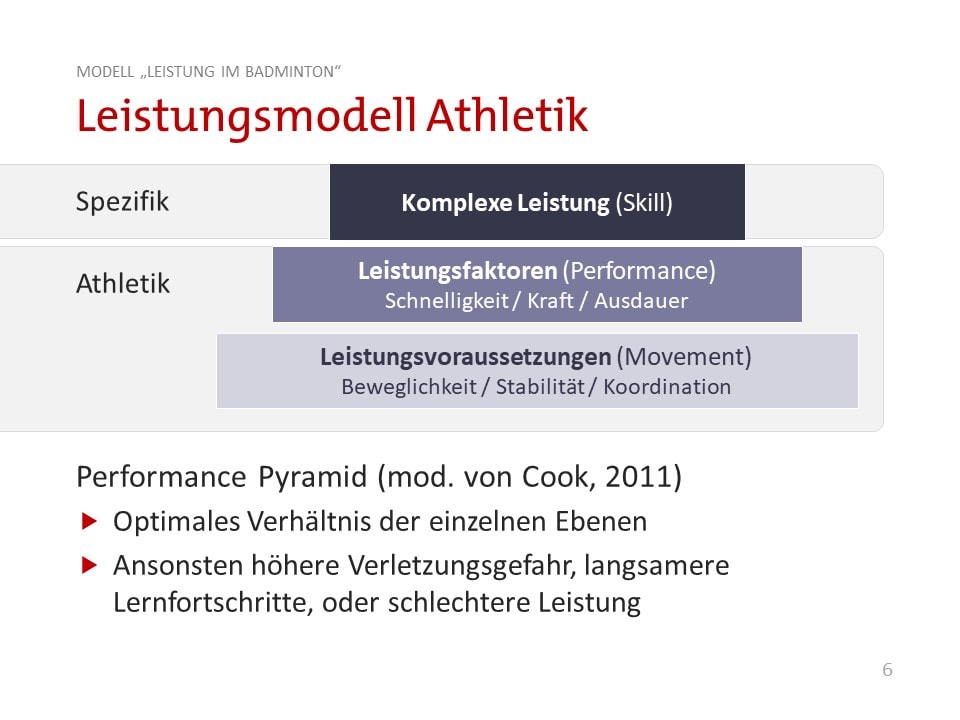 MODELL „LEISTUNG IM BADMINTON“
Leistungsmodell Athletik
Spezifik
Komplexe Leistung (Skill)
Athletik
Leistungsfaktoren (Performance)
Schnelligkeit / Kraft / Ausdauer
Leistungsvoraussetzungen (Movement)
Beweglichkeit / Stabilität / Koordination
Performance Pyramid (mod. von Cook, 2011)
Optimales Verhältnis der einzelnen Ebenen
Ansonsten höhere Verletzungsgefahr, langsamere
Lernfortschritte, oder schlechtere Leistung
6